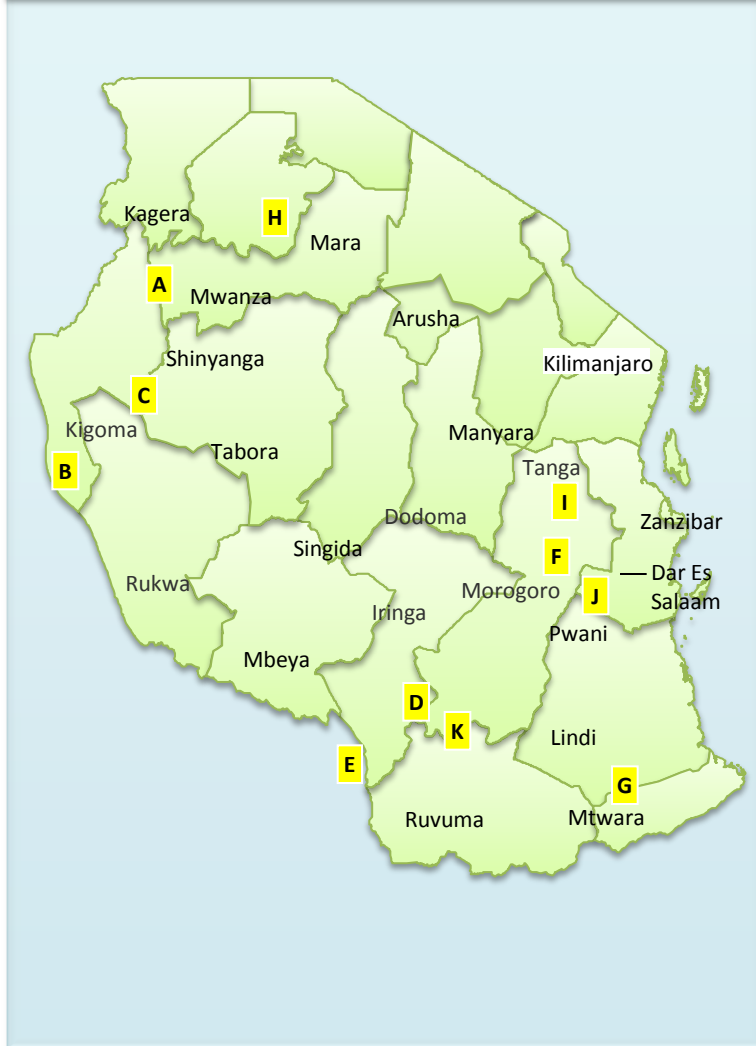 Kagera
H
Mara
A
Mwanza
Arusha
Shinyanga
Kilimanjaro
C
Kigoma
Manyara
Tabora
B
Tanga
I
Dodoma
Zanzibar
Singida
F
Dar Es
Salaam
Rukwa
Morogoro
J
Iringa
Pwani
Mbeya
D
K
Lindi
E
G
Ruvuma
Mtwara